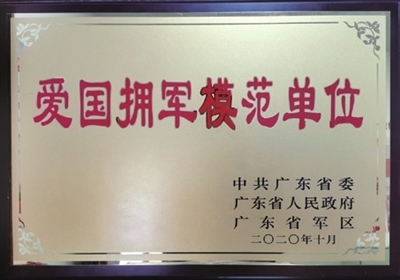 爱国拥军模范单位
中共广东省委
广东省人民政府
广东省军区
二〇二〇年十月